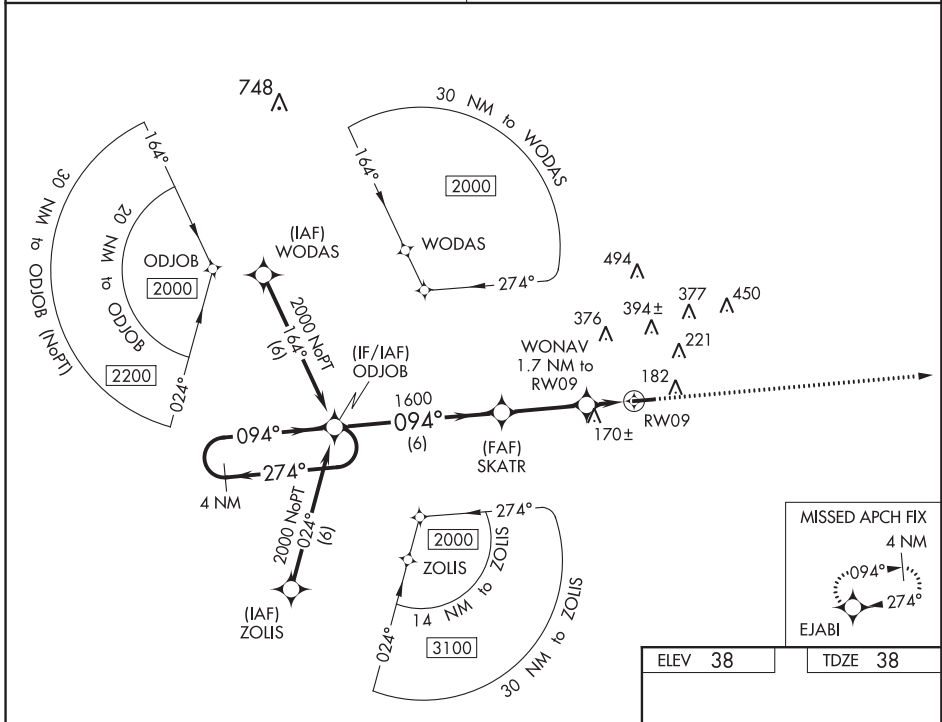 748
30 NM to WODAS
164°
2000
WODAS
274°
164°
30 NM to ODJOB (NoPT)
20 NM to ODJOB
ODJOB
2000
2200
024°
(IAF)
WODAS
2000 NoPT
164°
(6)
(IF/IAF)
ODJOB
494
376
394±
377
450
221
182
WONAV
1.7 NM to
RW09
RW09
170±
1600
094°
(6)
(FAF)
SKATR
094°
274°
4 NM
2000 NoPT
024°
(6)
(IAF)
ZOLIS
274°
2000
ZOLIS
14 NM to ZOLIS
024°
3100
30 NM to ZOLIS
MISSED APCH FIX
4 NM
094°
274°
EJABI
ELEV 38
TDZE 38